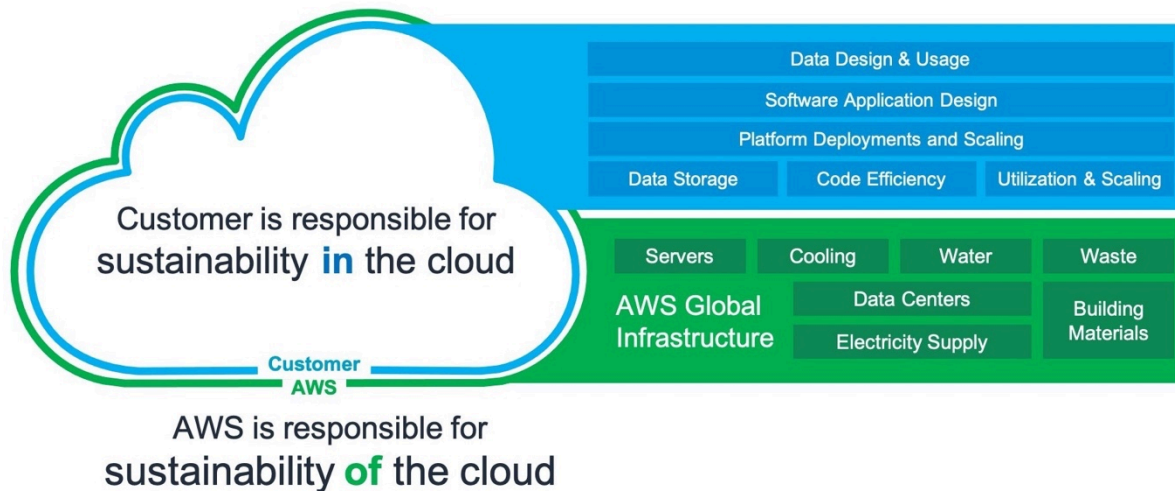 Data Design & Usage
Software Application Design
Platform Deployments and Scaling
Data Storage
Code Efficiency
Utilization & Scaling
Customer is responsible for
sustainability in the cloud
Servers
Cooling
Water
Waste
AWS Global
Infrastructure
Data Centers
Electricity Supply
Building
Materials
Customer
AWS
AWS is responsible for
sustainability of the cloud